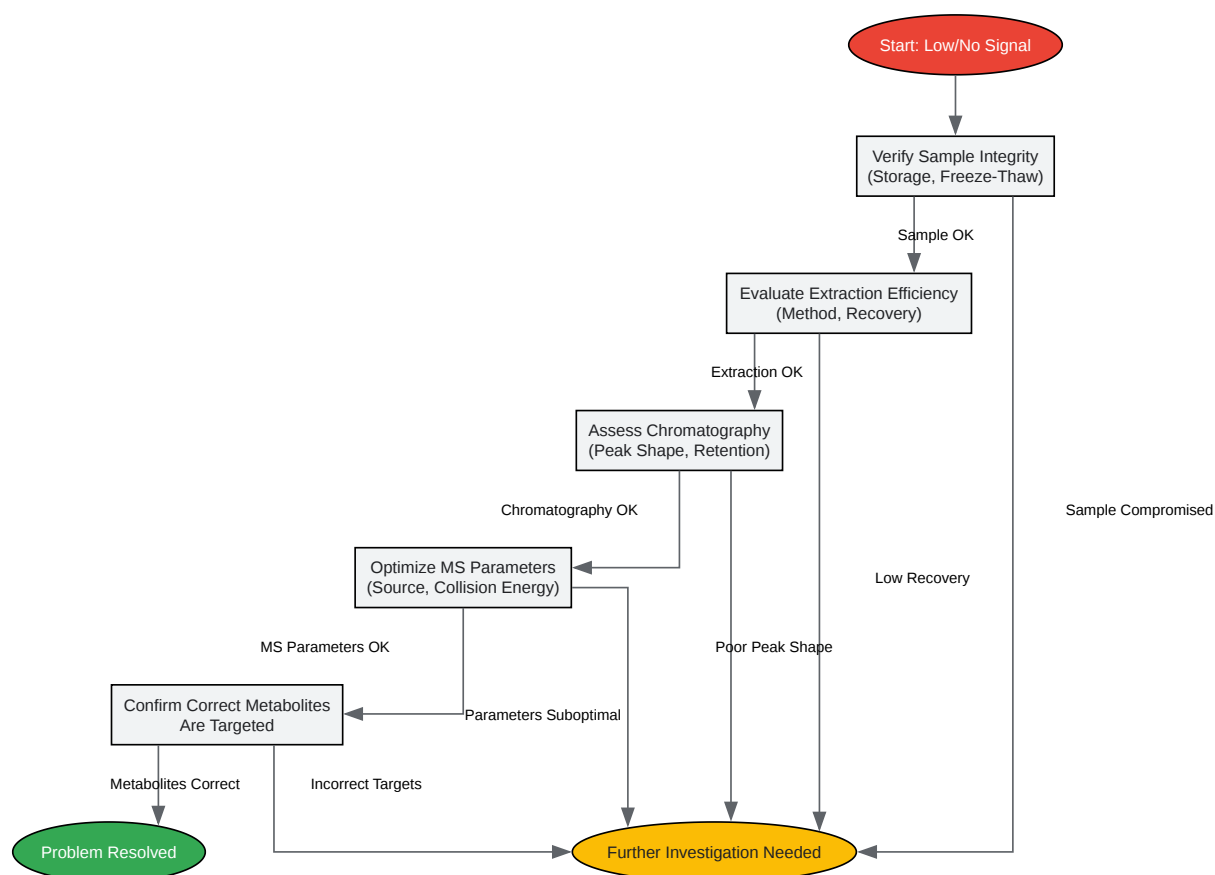 Start: Low/No Signal
Verify Sample Integrity
(Storage, Freeze-Thaw)
Sample OK
Evaluate Extraction Efficiency
(Method, Recovery)
Extraction OK
Assess Chromatography
(Peak Shape, Retention)
Chromatography OK
Sample Compromised
Optimize MS Parameters
(Source, Collision Energy)
Low Recovery
MS Parameters OK
Poor Peak Shape
Confirm Correct Metabolites
Are Targeted
Parameters Suboptimal
Metabolites Correct
Incorrect Targets
Problem Resolved
Further Investigation Needed